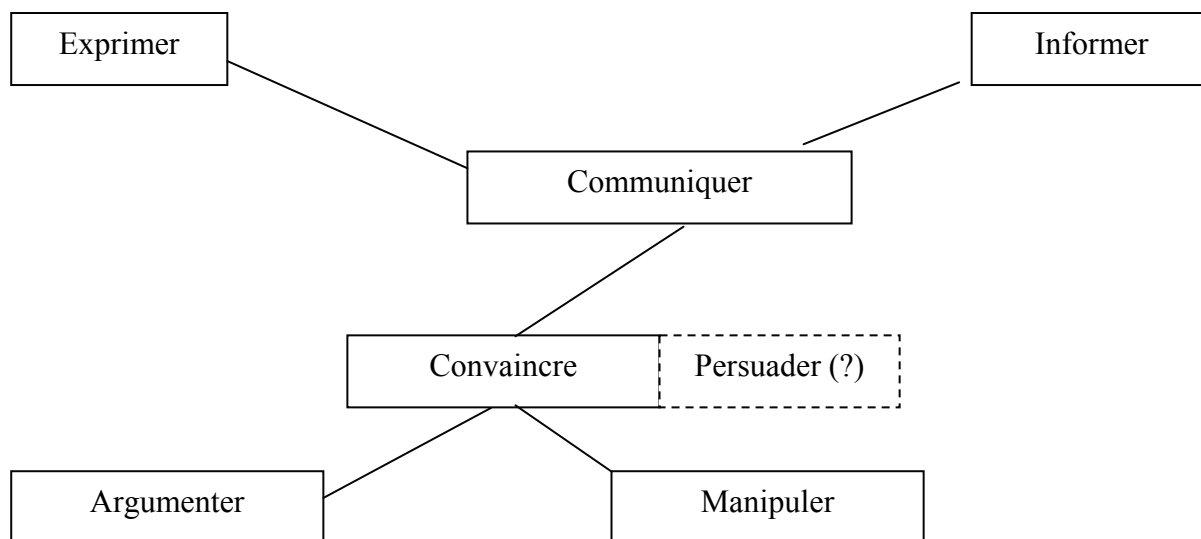 Exprimer
Informer
Communiquer
Convaincre
Persuader (?)
Argumenter
Manipuler